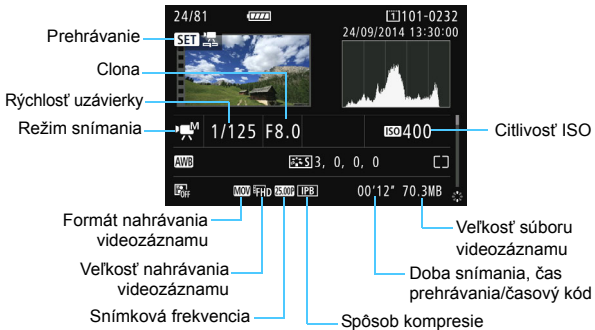 24/81 1 101-0232
24/09/2014 13:30:00
Prehrávanie
SET
Clona
Rýchlosť uzávierky
Režim snímania
M 1/125 F8.0 ISO 400
Citlivosť ISO
AWB S 3, 0, 0, 0
OFF MOV FHD 25.00P IPB 00'12" 70.3MB
Formát nahrávania
videozáznamu
Veľkosť súboru
videozáznamu
Veľkosť nahrávania
videozáznamu
Doba snímania, čas
prehrávania/časový kód
Snímková frekvencia
Spôsob kompresie